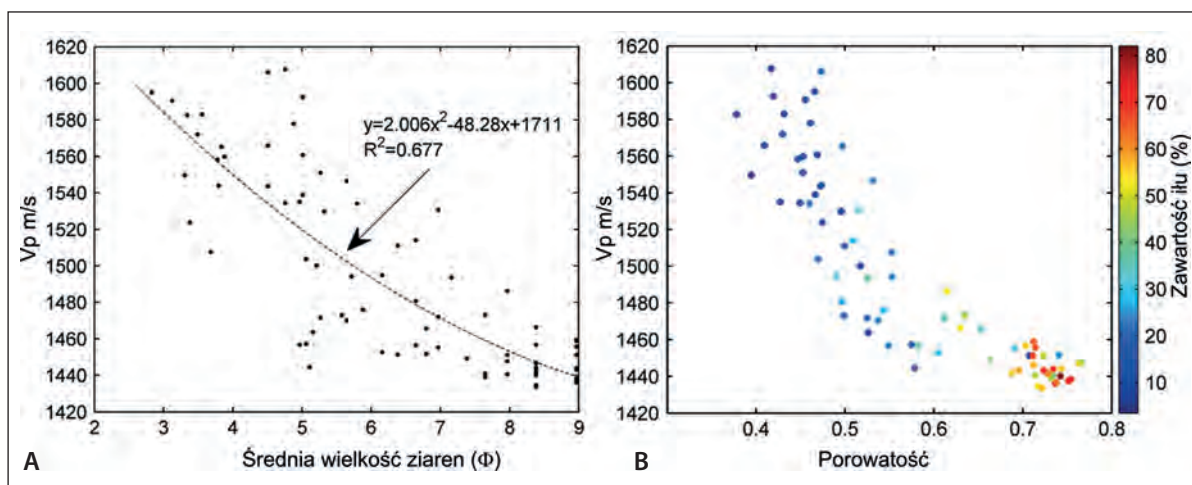 1620
1600
1580
1560
1540
1520
1500
1480
1460
1440
1420
Vp m/s
y=2.006x²-48.28x+1711
R²=0.677
2 3 4 5 6 7 8 9
A
Średnia wielkość ziaren (Φ)
1620
1600
1580
1560
1540
1520
1500
1480
1460
1440
1420
Vp m/s
0.4 0.5 0.6 0.7 0.8
B
Porowatość
80
70
60
50
40
30
20
10
Zawartość iłu (%)